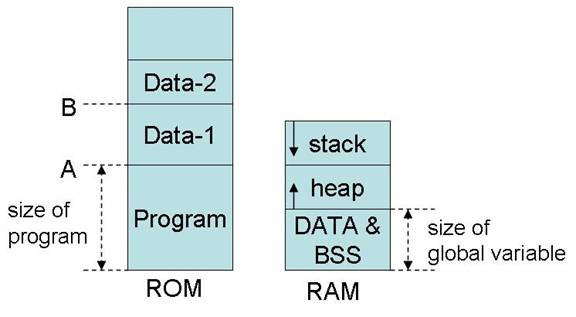 Data-2
B
Data-1
A
size of
program
Program
ROM
stack
heap
DATA &
BSS
size of
global variable
RAM